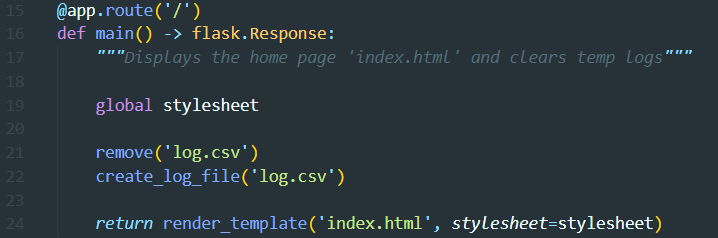 15 @app.route('/')
16 def main() -> flask.Response:
17     """Displays the home page 'index.html' and clears temp logs"""
18
19     global stylesheet
20
21     remove('log.csv')
22     create_log_file('log.csv')
23
24     return render_template('index.html', stylesheet=stylesheet)